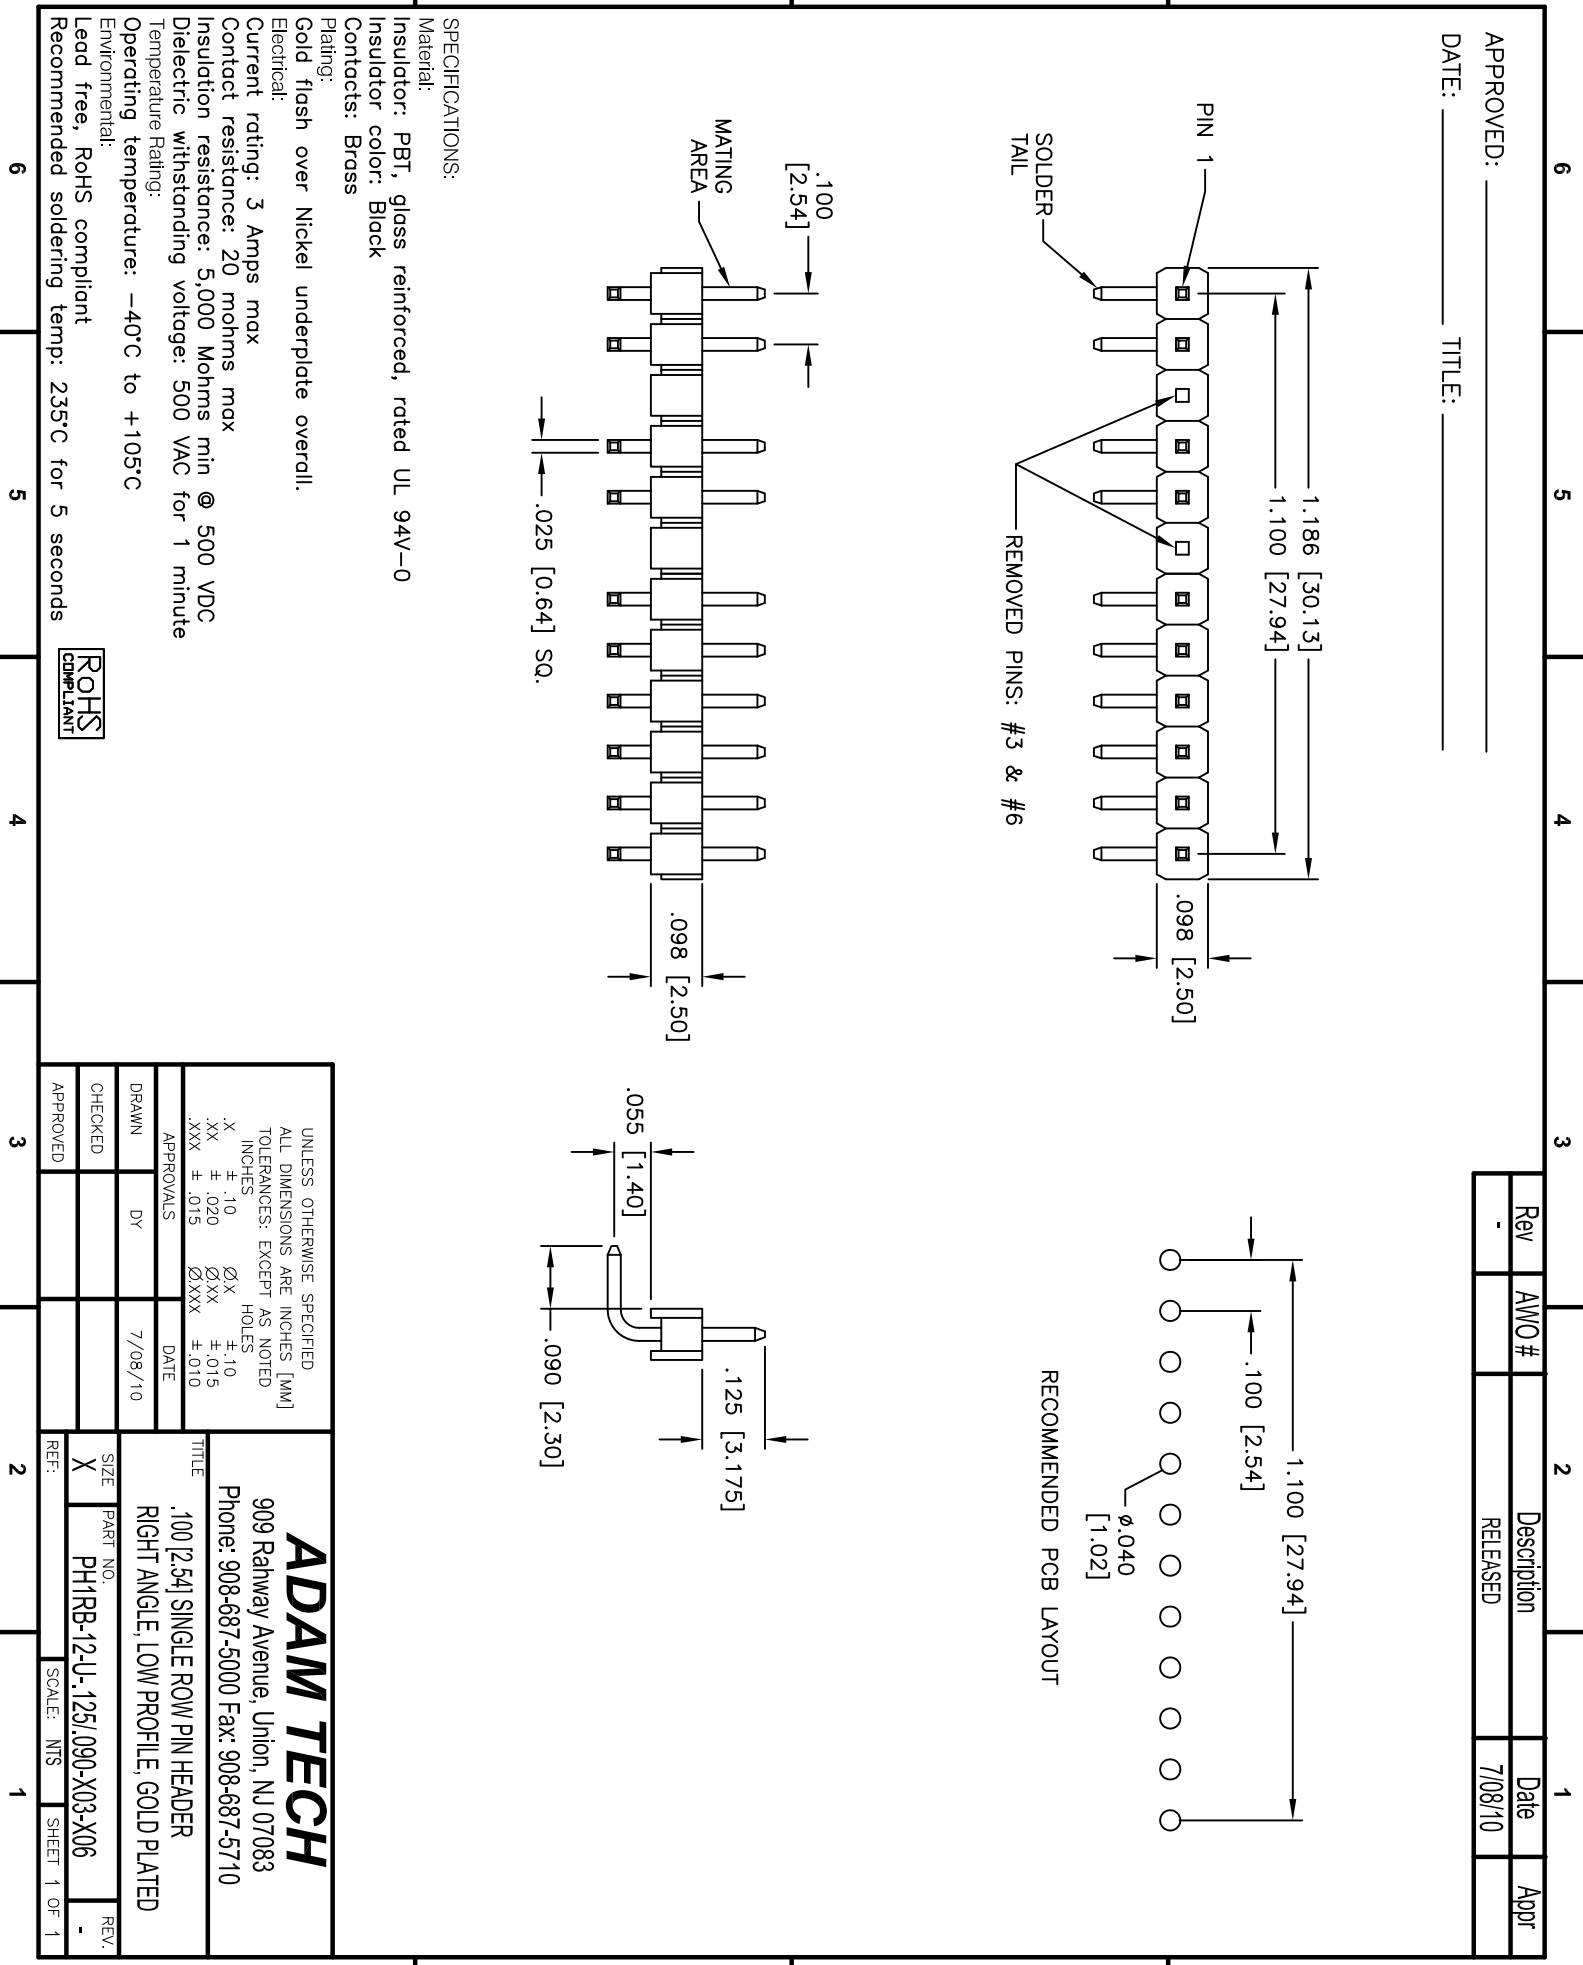 6
5
4
3
2
1
APPROVED:
DATE:
TITLE:
Rev
AWO #
Description
Date
Appr
-
RELEASED
7/08/10
1.186 [30.13]
1.100 [27.94]
PIN 1
SOLDER
TAIL
.098 [2.50]
REMOVED PINS: #3 & #6
1.100 [27.94]
.100 [2.54]
ø.040
[1.02]
RECOMMENDED PCB LAYOUT
.100
[2.54]
MATING
AREA
.098 [2.50]
.025 [0.64] SQ.
.125 [3.175]
.055 [1.40]
.090 [2.30]
SPECIFICATIONS:
Material:
Insulator: PBT, glass reinforced, rated UL 94V-0
Insulator color: Black
Contacts: Brass
Plating:
Gold flash over Nickel underplate overall.
Electrical:
Current rating: 3 Amps max
Contact resistance: 20 mohms max
Insulation resistance: 5,000 Mohms min @ 500 VDC
Dielectric withstanding voltage: 500 VAC for 1 minute
Temperature Rating:
Operating temperature: -40°C to +105°C
Environmental:
Lead free, RoHS compliant
Recommended soldering temp: 235°C for 5 seconds
RoHS
COMPLIANT
UNLESS OTHERWISE SPECIFIED
ALL DIMENSIONS ARE INCHES [MM]
TOLERANCES: EXCEPT AS NOTED
INCHES HOLES
.X ± .10 Ø.X ±.10
.XX ± .020 Ø.XX ±.015
.XXX ± .015 Ø.XXX ±.010
APPROVALS
DATE
DRAWN
DY
7/08/10
CHECKED
APPROVED
ADAM TECH
909 Rahway Avenue, Union, NJ 07083
Phone: 908-687-5000 Fax: 908-687-5710
TITLE
.100 [2.54] SINGLE ROW PIN HEADER
RIGHT ANGLE, LOW PROFILE, GOLD PLATED
SIZE
X
PART NO.
PH1RB-12-U-.125/.090-X03-X06
REV.
-
REF:
SCALE: NTS
SHEET 1 OF 1
6
5
4
3
2
1